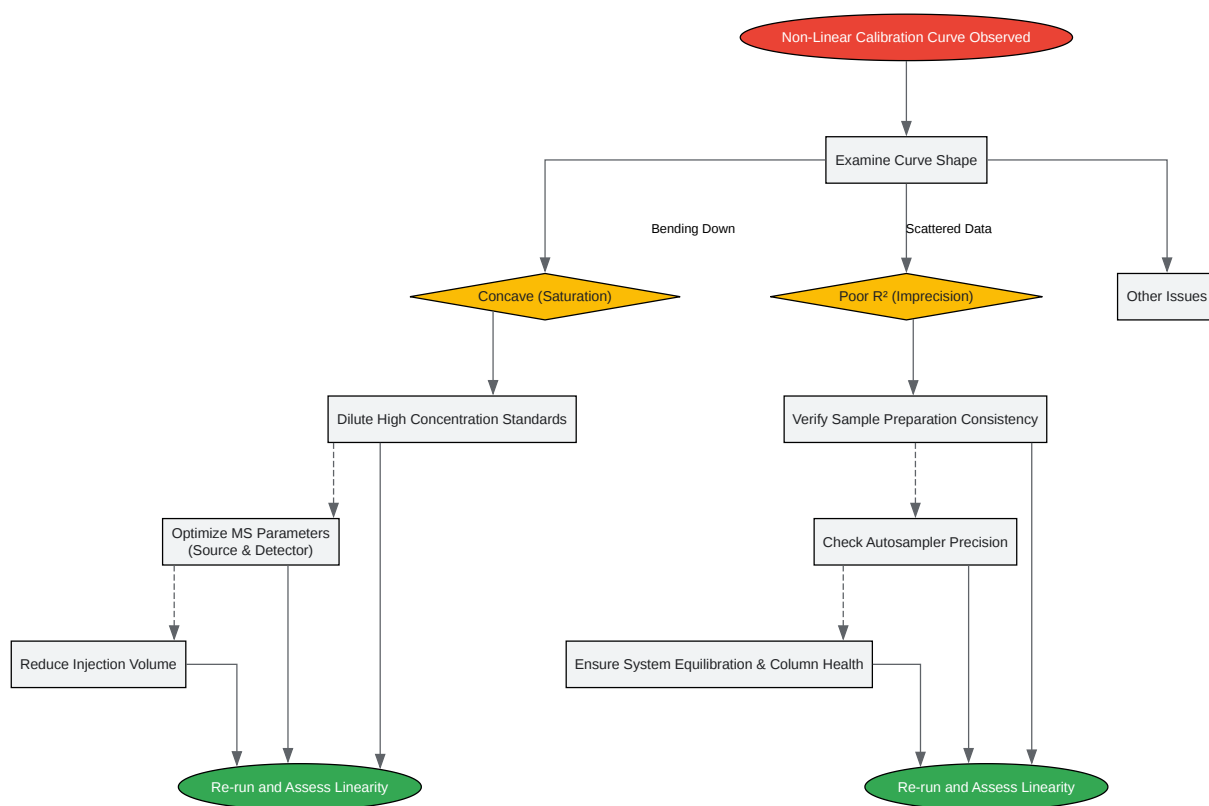 Non-Linear Calibration Curve Observed
Examine Curve Shape
Bending Down
Scattered Data
Concave (Saturation)
Poor R² (Imprecision)
Other Issues
Dilute High Concentration Standards
Verify Sample Preparation Consistency
Optimize MS Parameters
(Source & Detector)
Check Autosampler Precision
Reduce Injection Volume
Ensure System Equilibration & Column Health
Re-run and Assess Linearity
Re-run and Assess Linearity